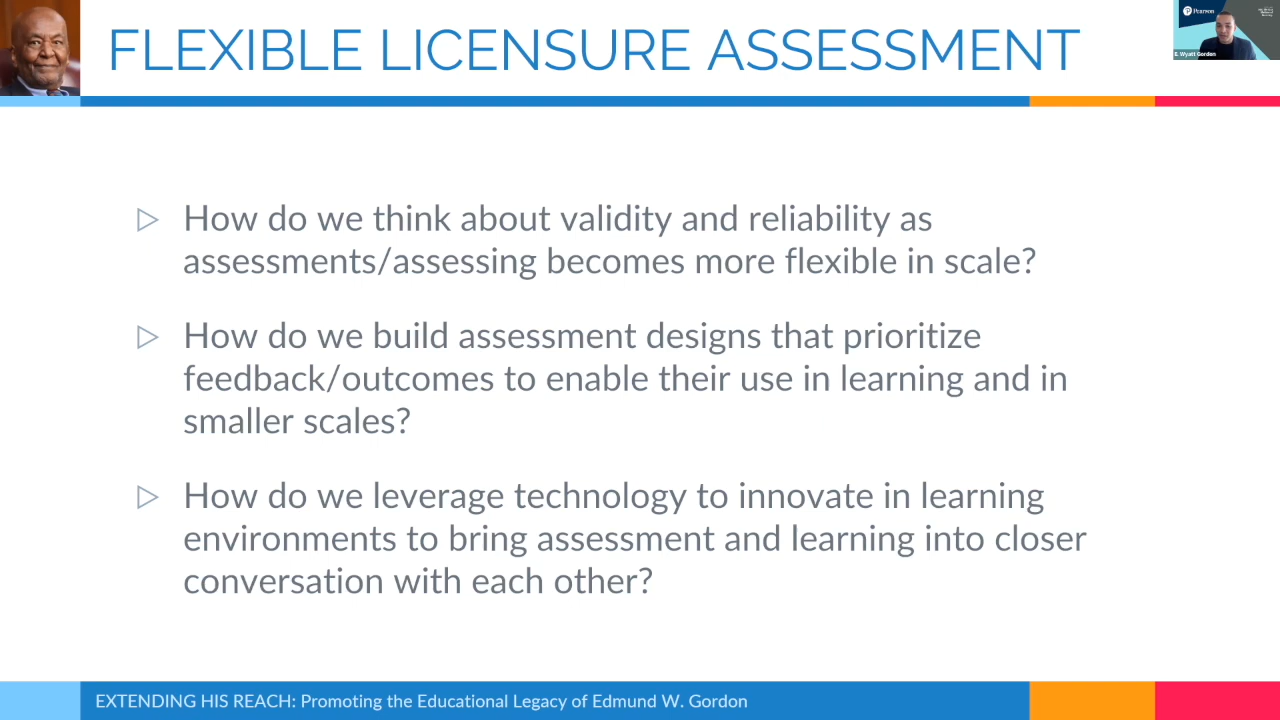 FLEXIBLE LICENSURE ASSESSMENT
Pearson
E. Wyatt Gordon
▷ How do we think about validity and reliability as
assessments/assessing becomes more flexible in scale?
▷ How do we build assessment designs that prioritize
feedback/outcomes to enable their use in learning and in
smaller scales?
▷ How do we leverage technology to innovate in learning
environments to bring assessment and learning into closer
conversation with each other?
EXTENDING HIS REACH: Promoting the Educational Legacy of Edmund W. Gordon